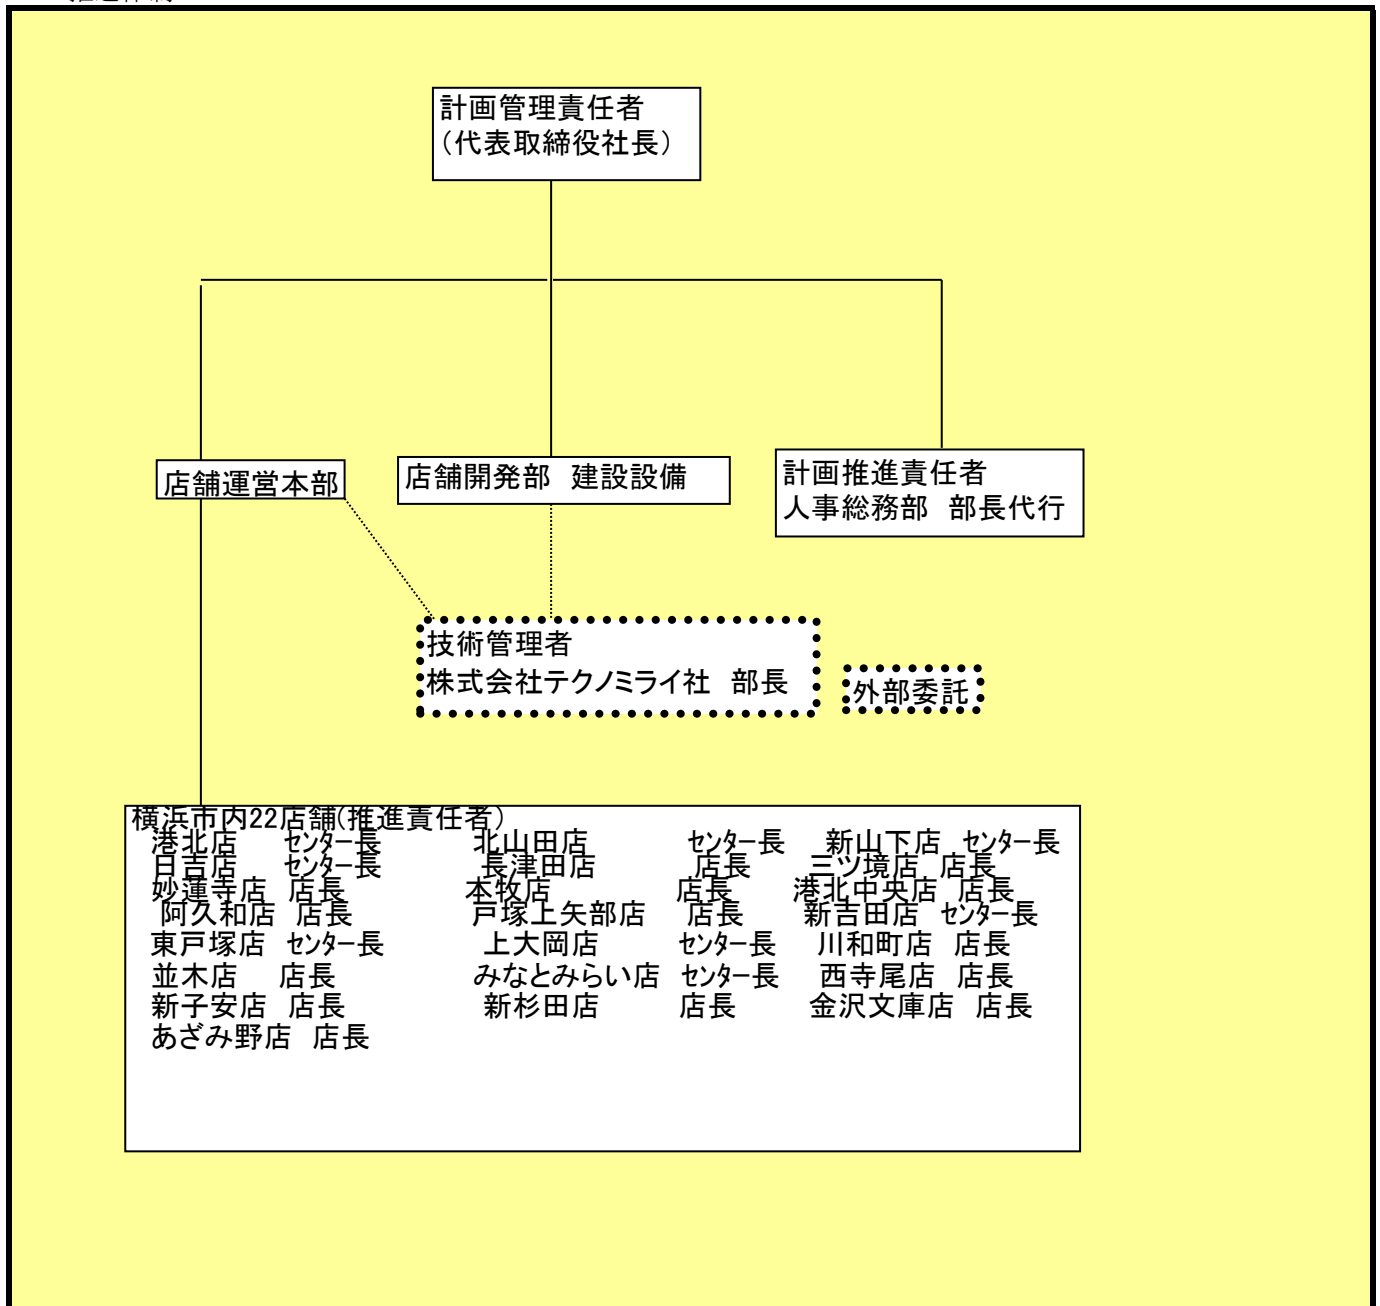 計画管理責任者
(代表取締役社長)
店舗運営本部
店舗開発部 建設設備
計画推進責任者
人事総務部 部長代行
技術管理者
株式会社テクノミライ社 部長
外部委託
横浜市内22店舗(推進責任者)
港北店 センター長 北山田店 センター長 新山下店 センター長
日吉店 センター長 長津田店 店長 三ツ境店 店長
妙蓮寺店 店長 本牧店 店長 港北中央店 店長
阿久和店 店長 戸塚上矢部店 店長 新吉田店 センター長
東戸塚店 センター長 上大岡店 センター長 川和町店 店長
並木店 店長 みなとみらい店 センター長 西寺尾店 店長
新子安店 店長 新杉田店 店長 金沢文庫店 店長
あざみ野店 店長